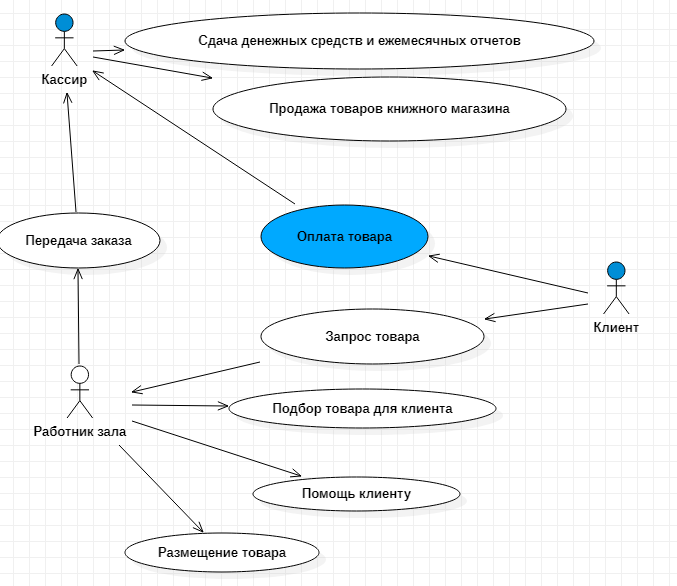 Сдача денежных средств и ежемесячных отчетов
Кассир
Продажа товаров книжного магазина
Передача заказа
Оплата товара
Клиент
Запрос товара
Подбор товара для клиента
Работник зала
Помощь клиенту
Размещение товара